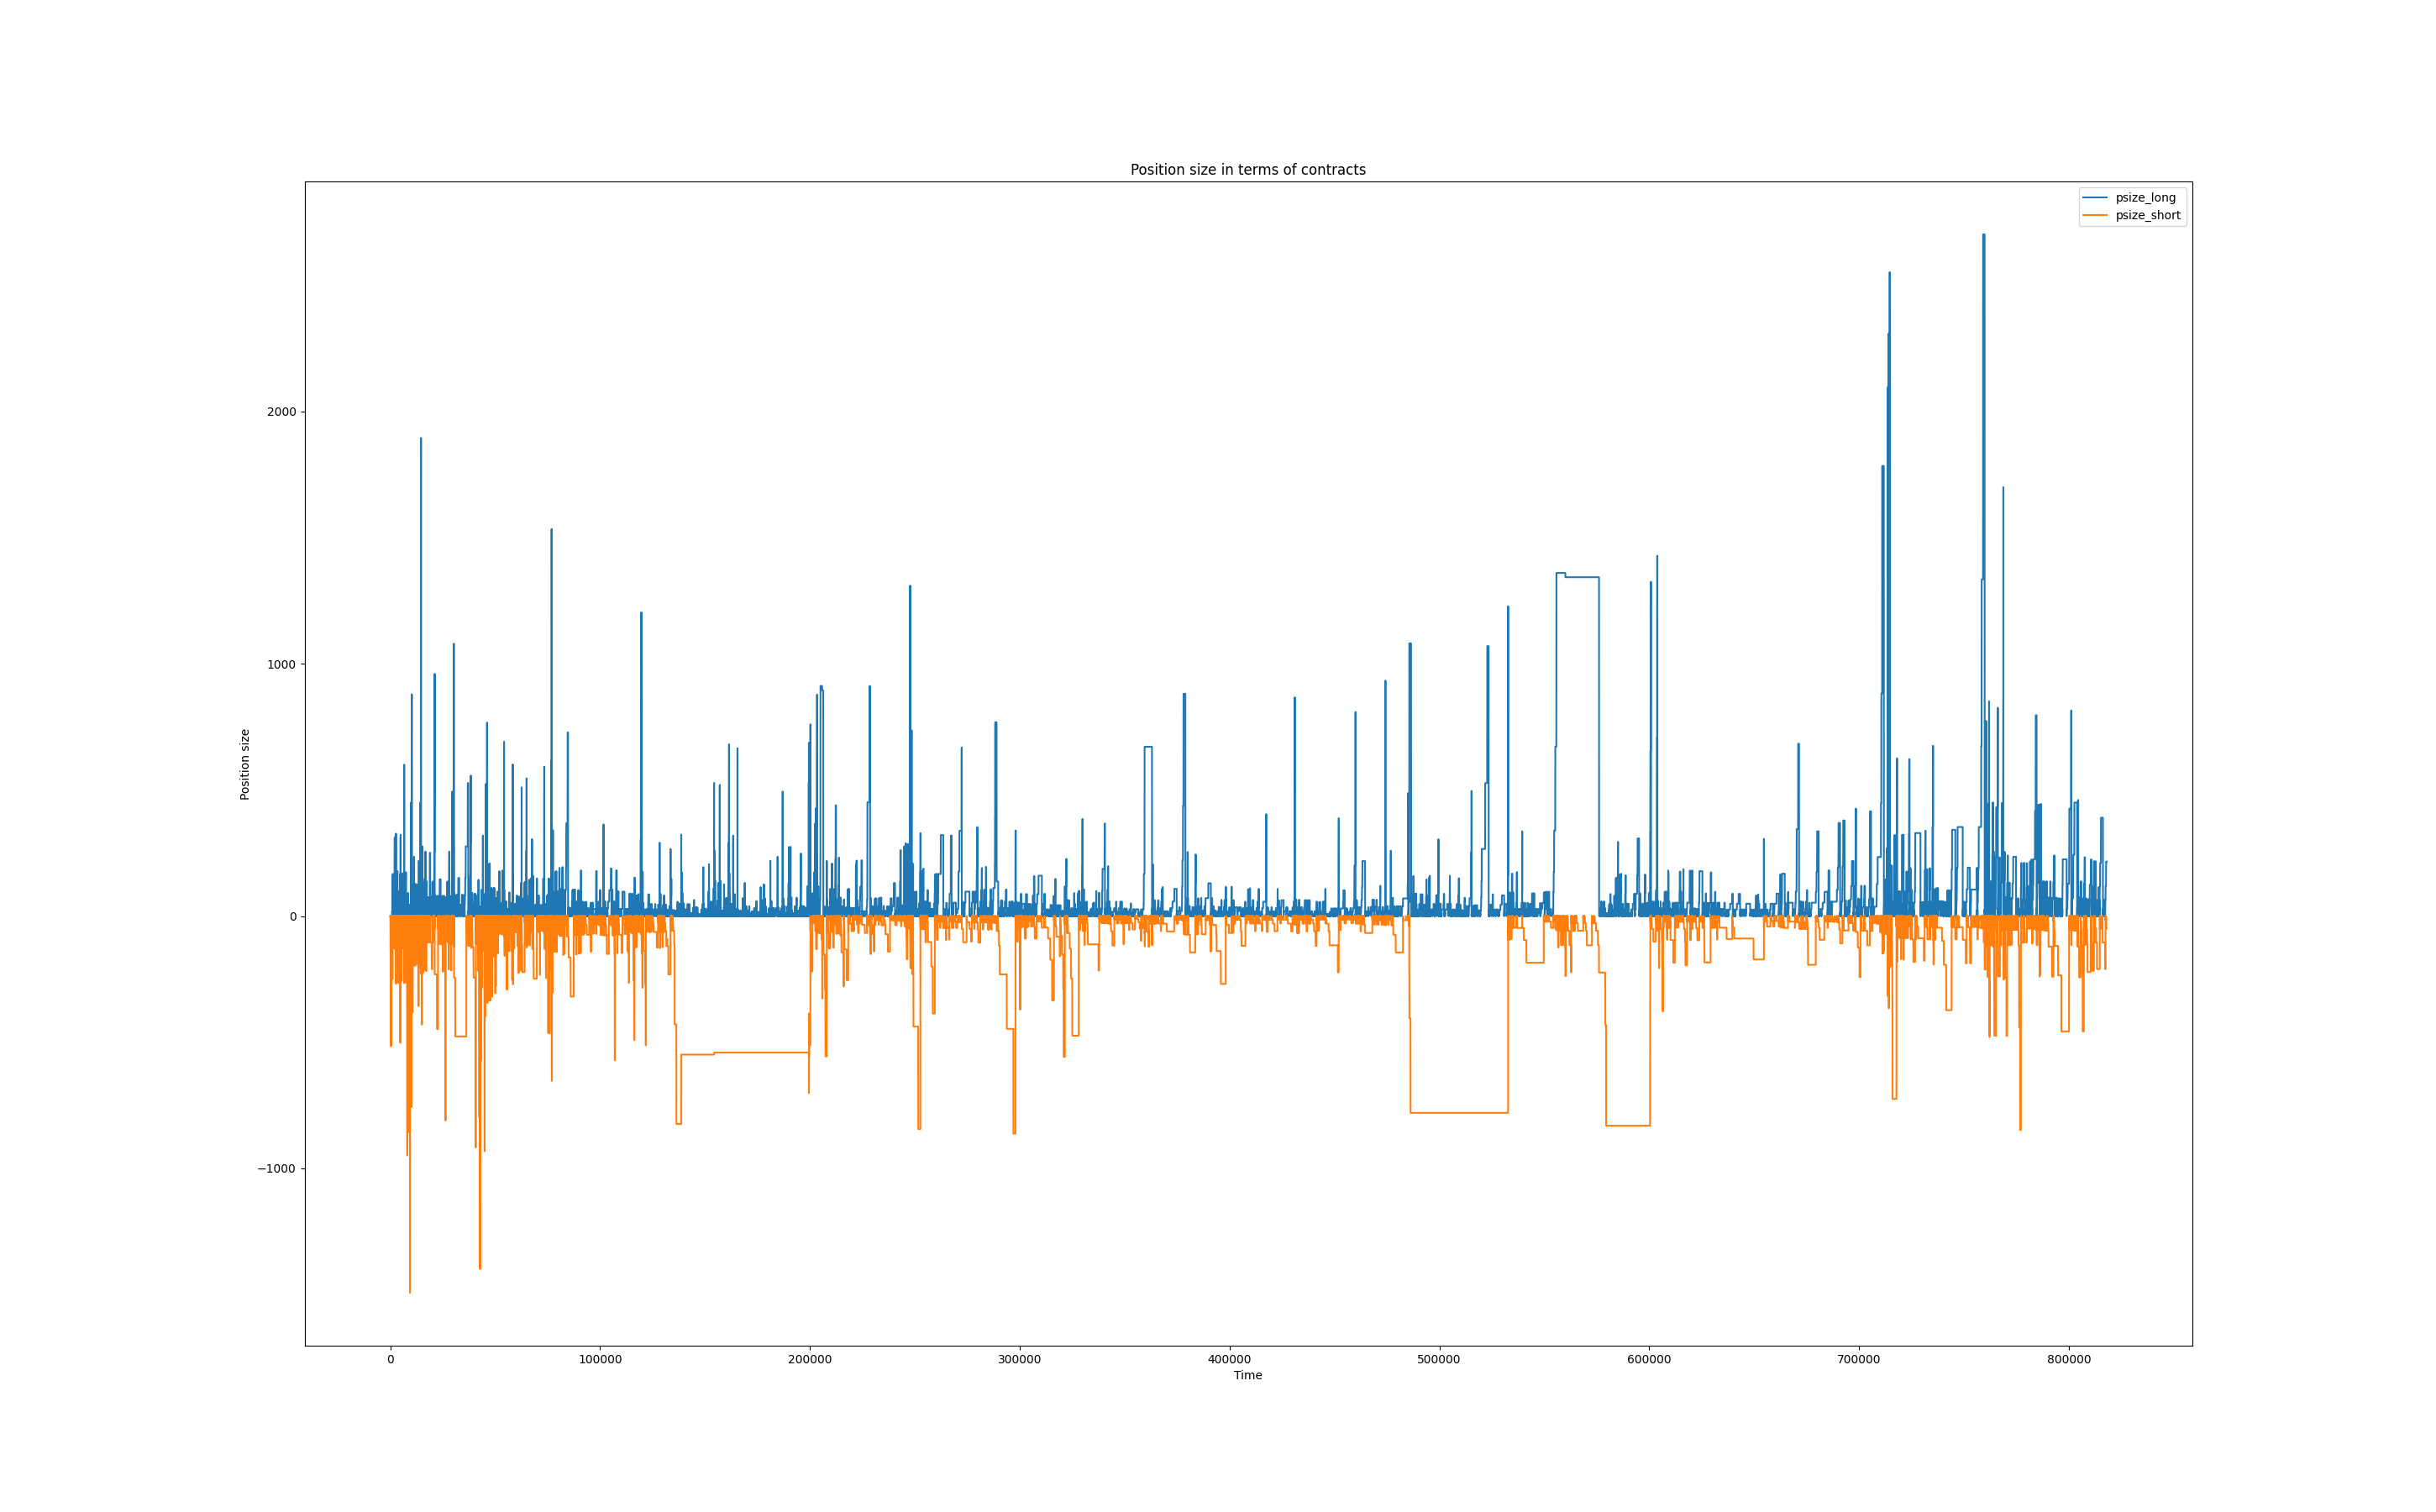 Position size in terms of contracts
psize_long
psize_short
2000
1000
0
−1000
Position size
0 100000 200000 300000 400000 500000 600000 700000 800000
Time